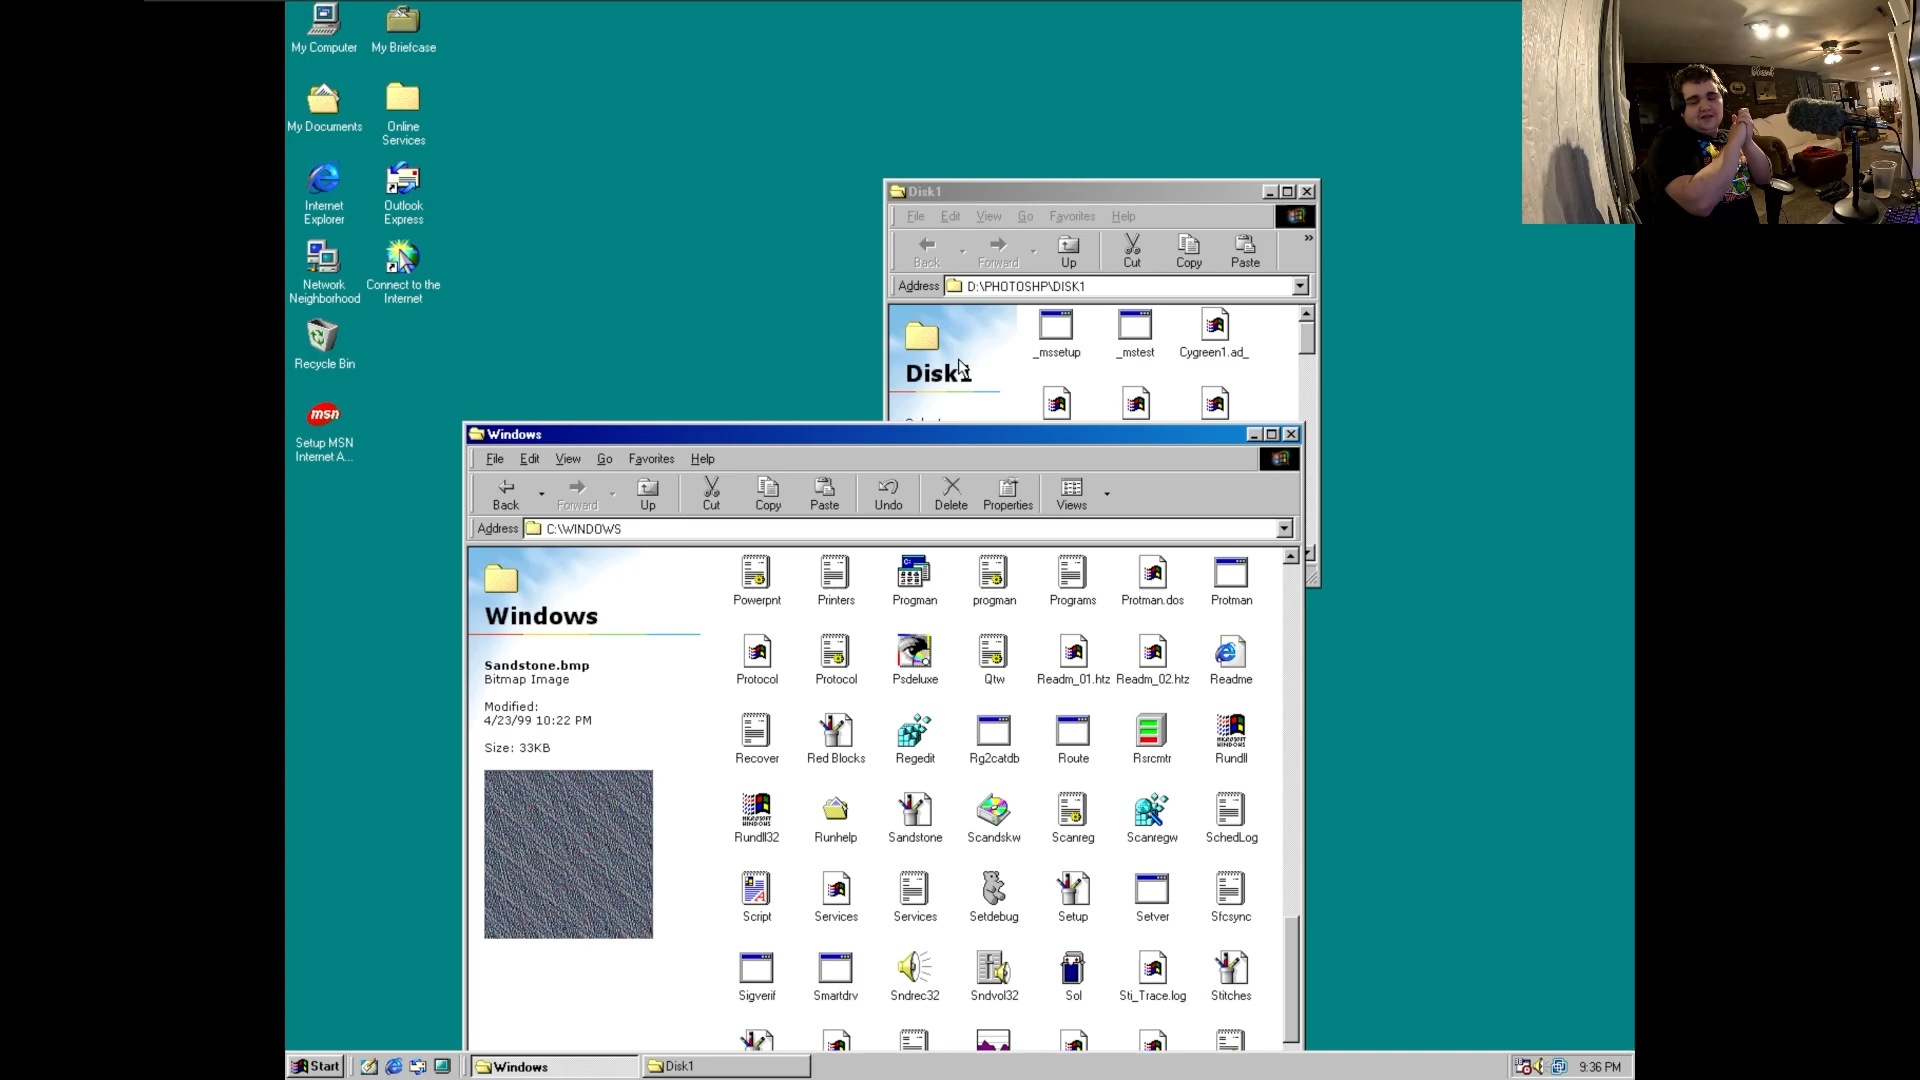 My Computer
My Briefcase
My Documents
Online
Services
Internet
Explorer
Outlook
Express
Network
Neighborhood
Connect to the
Internet
Recycle Bin
msn
Setup MSN
Internet A...
Disk1
File Edit View Go Favorites Help
Back Forward Up Cut Copy Paste
Address D:\PHOTOSHP\DISK1
Disk1
_mssetup _mstest Cygreen1.ad_
Windows
File Edit View Go Favorites Help
Back Forward Up Cut Copy Paste Undo Delete Properties Views
Address C:\WINDOWS
Windows
Sandstone.bmp
Bitmap Image
Modified:
4/23/99 10:22 PM
Size: 33KB
Powerpnt Printers Progman progman Programs Protman.dos Protman
Protocol Protocol Psdeluxe Qtw Readm_01.htz Readm_02.htz Readme
Recover Red Blocks Regedit Rg2catdb Route Rsrcmtr Rundll
Rundll32 Runhelp Sandstone Scandskw Scanreg Scanregw SchedLog
Script Services Services Setdebug Setup Setver Sfcsync
Sigverif Smartdrv Sndrec32 Sndvol32 Sol Sti_Trace.log Stitches
Start Windows Disk1 9:36 PM